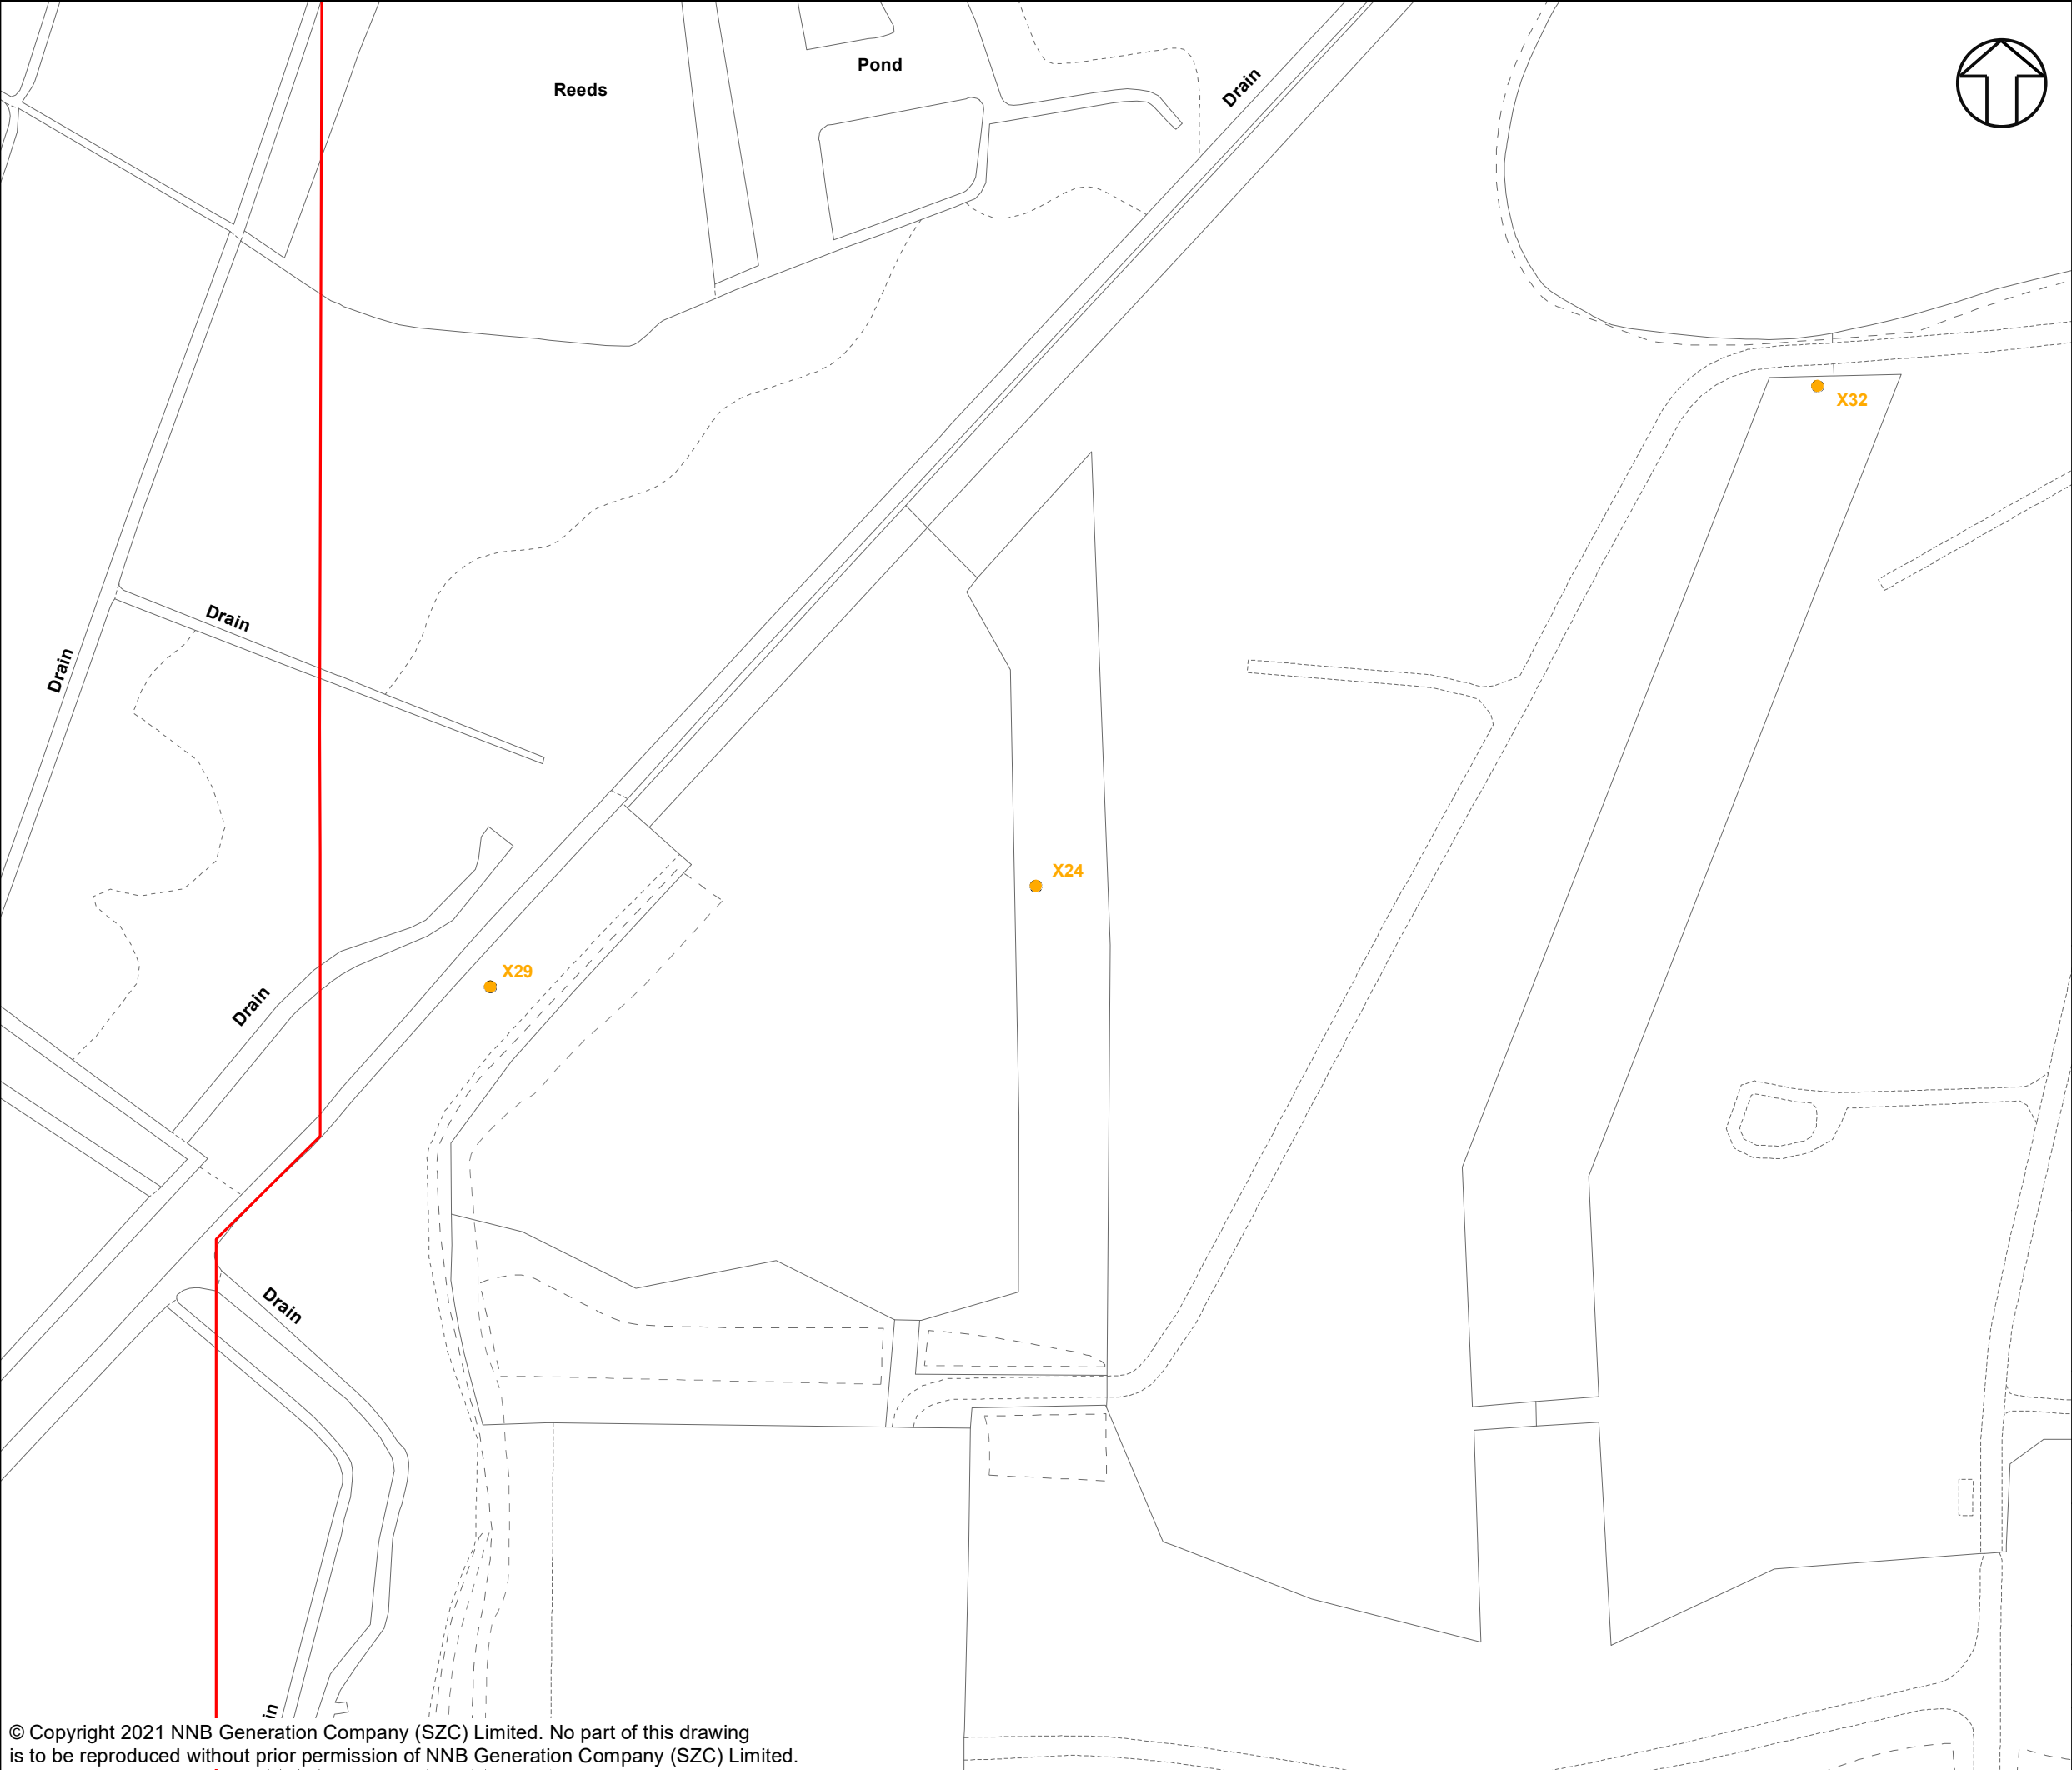 Pond
Reeds
Drain
X32
Drain
Drain
X24
X29
Drain
Drain
© Copyright 2021 NNB Generation Company (SZC) Limited. No part of this drawing
is to be reproduced without prior permission of NNB Generation Company (SZC) Limited.